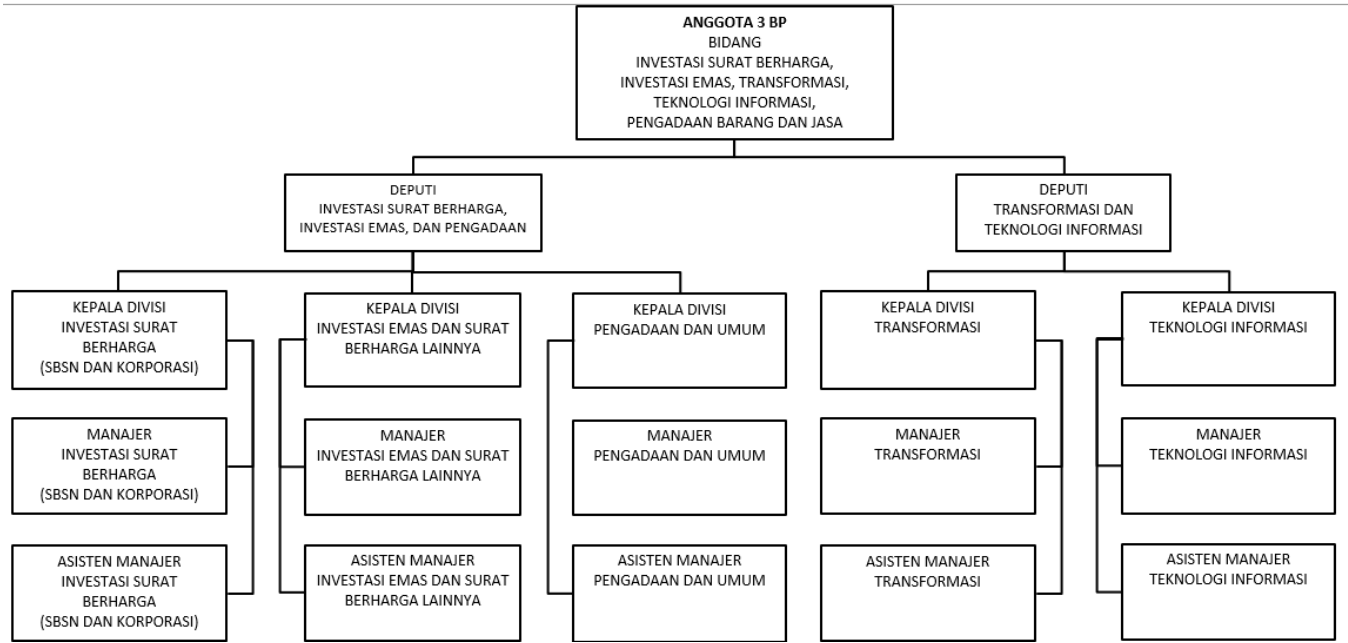 ANGGOTA 3 BP
BIDANG
INVESTASI SURAT BERHARGA,
INVESTASI EMAS, TRANSFORMASI,
TEKNOLOGI INFORMASI,
PENGADAAN BARANG DAN JASA
DEPUTI
INVESTASI SURAT BERHARGA,
INVESTASI EMAS, DAN PENGADAAN
DEPUTI
TRANSFORMASI DAN
TEKNOLOGI INFORMASI
KEPALA DIVISI
INVESTASI SURAT
BERHARGA
(SBSN DAN KORPORASI)
KEPALA DIVISI
INVESTASI EMAS DAN SURAT
BERHARGA LAINNYA
KEPALA DIVISI
PENGADAAN DAN UMUM
KEPALA DIVISI
TRANSFORMASI
KEPALA DIVISI
TEKNOLOGI INFORMASI
MANAJER
INVESTASI SURAT
BERHARGA
(SBSN DAN KORPORASI)
MANAJER
INVESTASI EMAS DAN SURAT
BERHARGA LAINNYA
MANAJER
PENGADAAN DAN UMUM
MANAJER
TRANSFORMASI
MANAJER
TEKNOLOGI INFORMASI
ASISTEN MANAJER
INVESTASI SURAT
BERHARGA
(SBSN DAN KORPORASI)
ASISTEN MANAJER
INVESTASI EMAS DAN SURAT
BERHARGA LAINNYA
ASISTEN MANAJER
PENGADAAN DAN UMUM
ASISTEN MANAJER
TRANSFORMASI
ASISTEN MANAJER
TEKNOLOGI INFORMASI